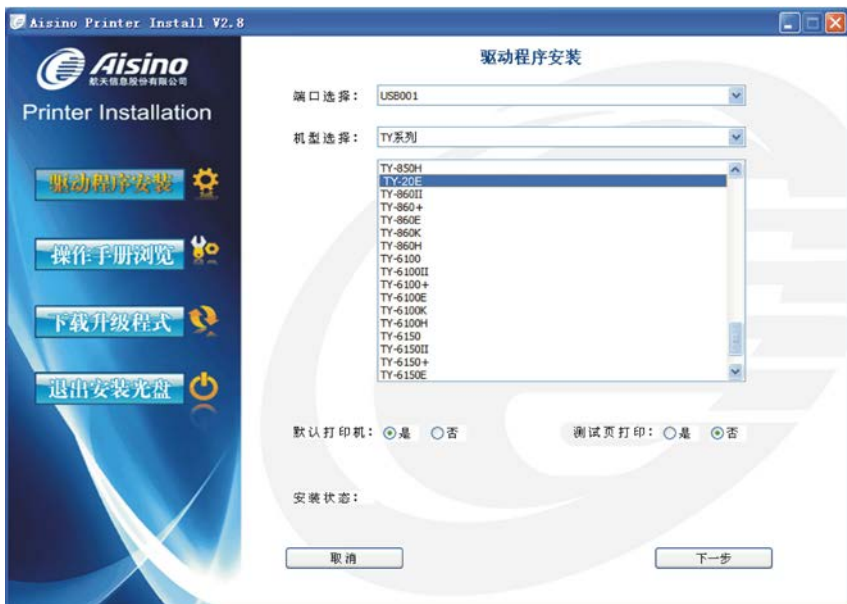 Aisino Printer Install V2.8
Aisino
航天信息股份有限公司
Printer Installation
驱动程序安装
操作手册浏览
下载升级程式
退出安装光盘
驱动程序安装
端口选择: USB001
机型选择: TY系列
TY-850H
TY-20E
TY-860II
TY-860+
TY-860E
TY-860K
TY-860H
TY-6100
TY-6100II
TY-6100+
TY-6100E
TY-6100K
TY-6100H
TY-6150
TY-6150II
TY-6150+
TY-6150E
默认打印机: 是 否 测试页打印: 是 否
安装状态:
取消 下一步